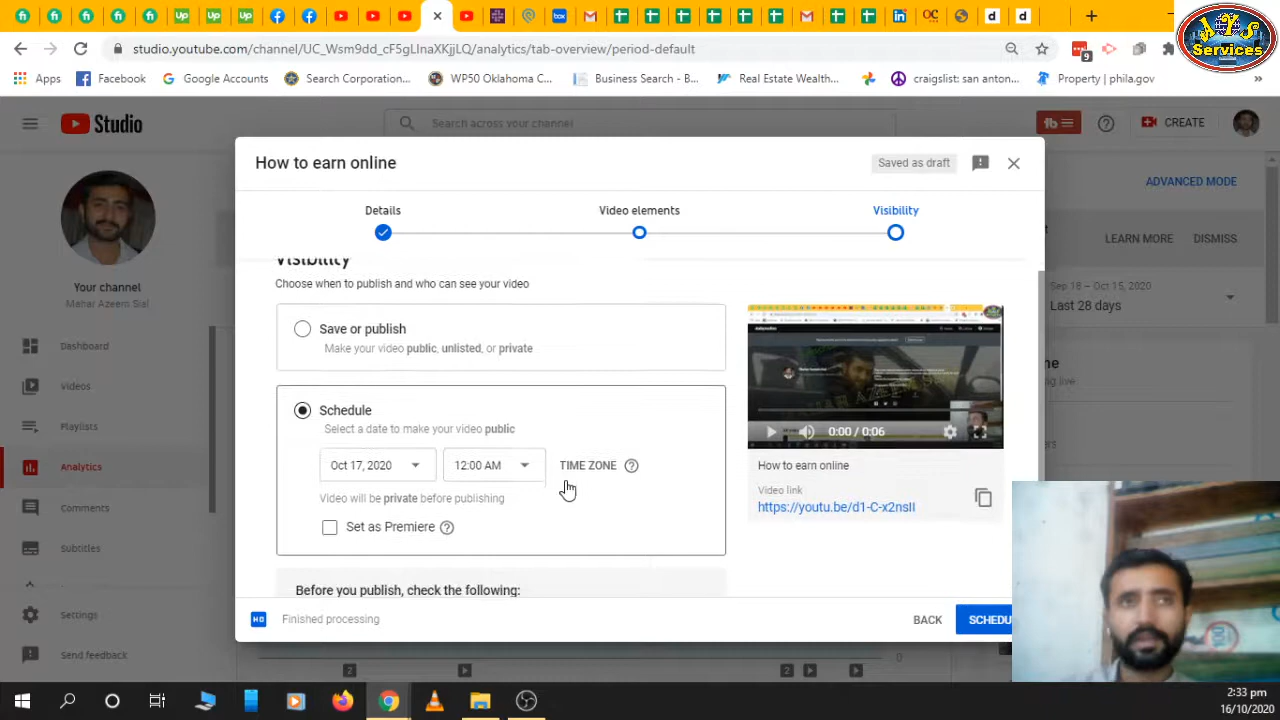 studio.youtube.com/channel/UC_Wsm9dd_cF5gLlnaXKjjLQ/analytics/tab-overview/period-default
Apps Facebook Google Accounts Search Corporation... WP50 Oklahoma C... Business Search - B... Real Estate Wealth... craigslist: san anton... Property | phila.gov
9
AYS
Services
Studio
Search across your channel
CREATE
ADVANCED MODE
LEARN MORE DISMISS
Sep 18 – Oct 15, 2020
Last 28 days
Your channel
Mahar Azeem Sial
Dashboard
Videos
Playlists
Analytics
Comments
Subtitles
Settings
Send feedback
How to earn online
Saved as draft
Details
Video elements
Visibility
Visibility
Choose when to publish and who can see your video
Save or publish
Make your video public, unlisted, or private
Schedule
Select a date to make your video public
Oct 17, 2020
12:00 AM
TIME ZONE
Video will be private before publishing
Set as Premiere
Before you publish, check the following:
0:00 / 0:06
How to earn online
Video link
https://youtu.be/d1-C-x2nsII
HD
Finished processing
BACK
SCHEDU
2
2
0
2:33 pm
16/10/2020